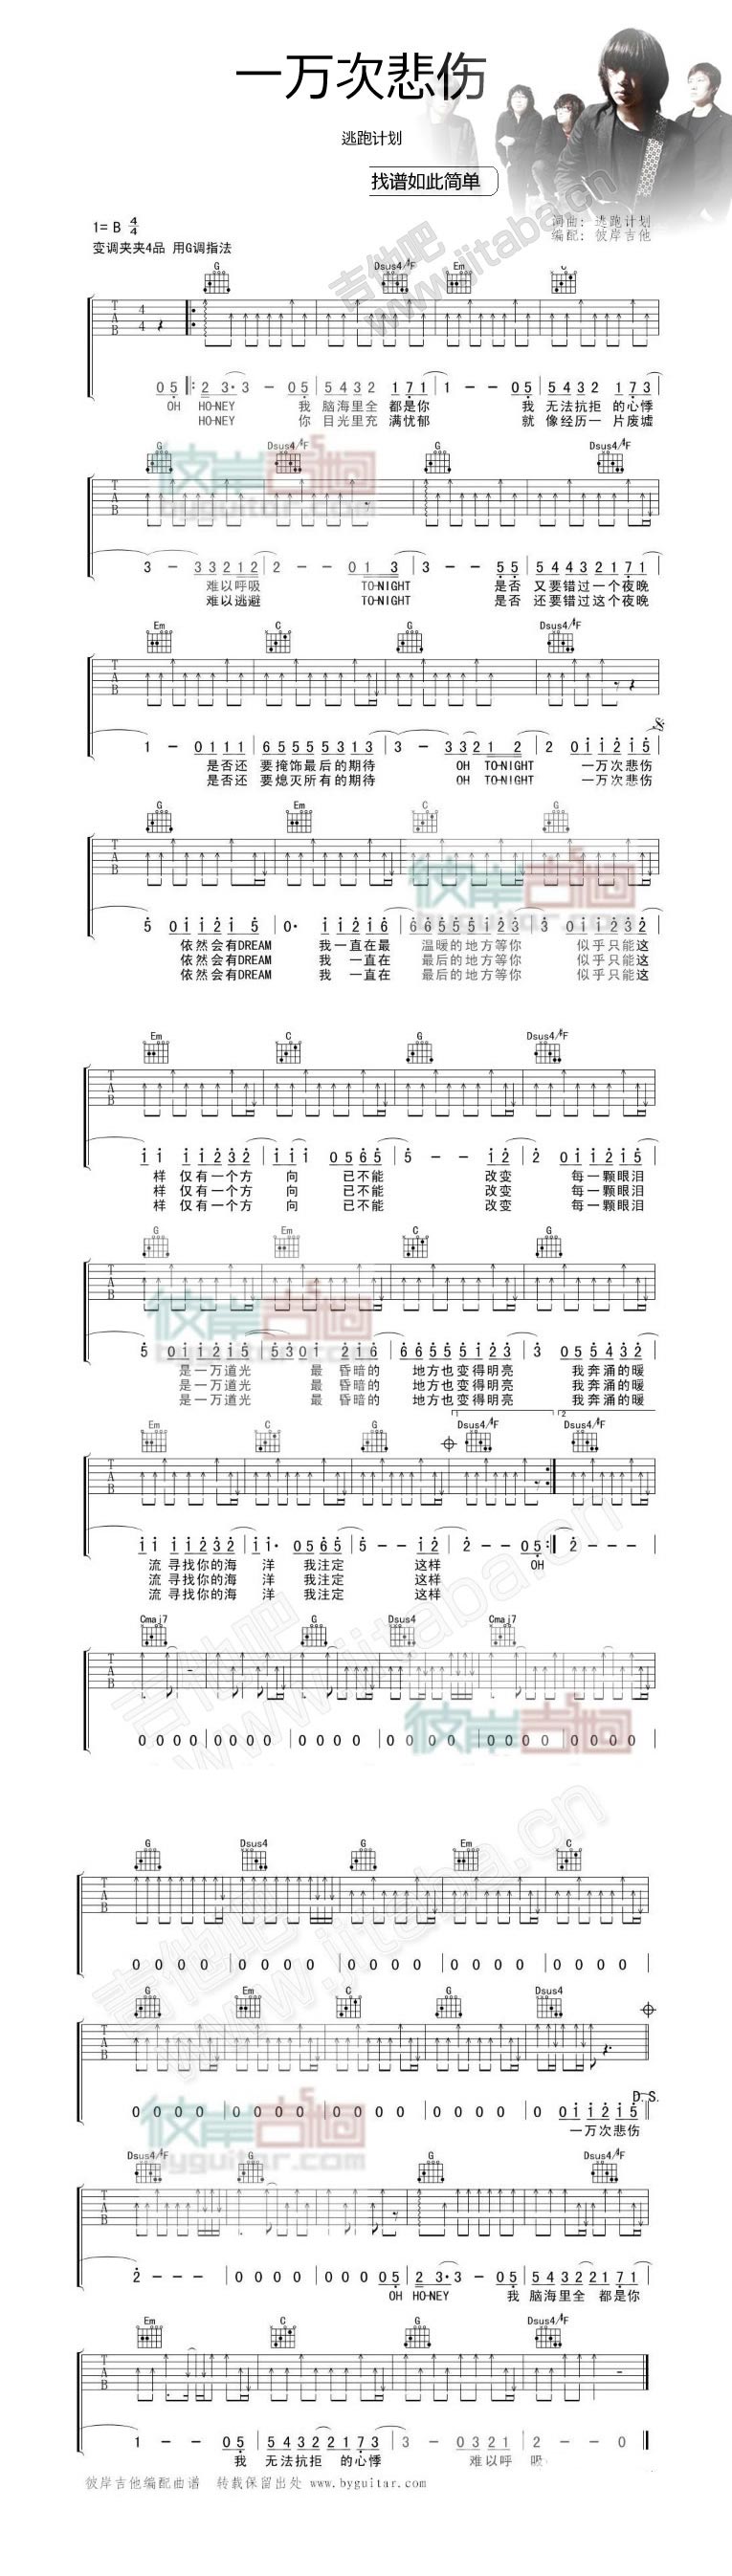 一万次悲伤
逃跑计划
找谱如此简单
词曲：逃跑计划
编配：彼岸吉他
1= B 4/4
变调夹夹4品 用G调指法
G Dsus4/♯F Em C
0 5 2 3· 3 - 0 5 5 4 3 2 1 7 1 1 - - 0 5 5 4 3 2 1 7 3
OH HO-NEY 我 脑海里全 都是你 我 无法抗拒 的心悸
HO-NEY 你 目光里充 满忧郁 就 像经历一 片废墟
G Dsus4/♯F G Dsus4/♯F
3 - 3 3 2 1 2 2 - - 0 1 3 3 - - 5 5 5 4 4 3 2 1 7 1
难以呼吸 TO-NIGHT 是否 又要错过一个夜晚
难以逃避 TO-NIGHT 是否 还要错过这个夜晚
Em C G Dsus4/♯F
1 - 0 1 1 1 6 5 5 5 5 3 1 3 3 - 3 3 2 1 2 2 0 1 1 2 1 5
是否还 要掩饰最后的期待 OH TO-NIGHT 一万次悲伤
是否还 要熄灭所有的期待 OH TO-NIGHT 一万次悲伤
G Em C G
5 0 1 1 2 1 5 0· 1 1 2 1 6 6 6 5 5 5 5 1 2 3 3 0 1 1 2 3 2
依然会有DREAM 我一直在最 温暖的地方等你 似乎只能这
依然会有DREAM 我 一直在 最后的地方等你 似乎只能这
依然会有DREAM 我 一直在 最后的地方等你 似乎只能这
Em C G Dsus4/♯F
1 1 1 1 2 3 2 1 1 1 0 5 6 5 5 - - 1 2 2 0 1 1 2 1 5
样 仅有一个方 向 已不能 改变 每一颗眼泪
样 仅有一个方 向 已不能 改变 每一颗眼泪
样 仅有一个方 向 已不能 改变 每一颗眼泪
G Em C G
5 0 1 1 2 1 5 5 3 0 1 2 1 6 6 6 5 5 5 1 2 3 3 0 5 5 5 3 2
是一万道光 最 昏暗的 地方也变得明亮 我奔涌的暖
是一万道光 最 昏暗的 地方也变得明亮 我奔涌的暖
是一万道光 最 昏暗的 地方也变得明亮 我奔涌的暖
Em C G Dsus4/♯F Dsus4/♯F
1 1 1 1 2 3 2 1 1· 0 5 6 5 5 - - 1 2 2 - - 0 5 2 - - -
流 寻找你的海 洋 我注定 这样 OH
流 寻找你的海 洋 我注定 这样
流 寻找你的海 洋 我注定 这样
Cmaj7 G Dsus4 Cmaj7
0 0 0 0 0 0 0 0 0 0 0 0 0 0 0 0 0 0 0 0 0 0 0 0
G Dsus4 G Em C
0 0 0 0 0 0 0 0 0 0 0 0 0 0 0 0 0 0 0 0
G Em C G Dsus4
D.S.
0 0 0 0 0 0 0 0 0 0 0 0 0 0 0 0 0 0 1 1 2 1 5
一万次悲伤
Dsus4/♯F G G Dsus4/♯F
2 - - - 0 0 0 0 0 0 0 0 5 2 3· 3 - 0 5 5 4 3 2 2 1 7 1
OH HO-NEY 我 脑海里全 都是你
Em C G Dsus4/♯F
1 - - 0 5 5 4 3 2 2 1 7 3 3 - 0 3 2 1 2 - - 0
我 无法抗拒 的心悸 难以呼 吸
彼岸吉他编配曲谱 转载保留出处 www.byguitar.com